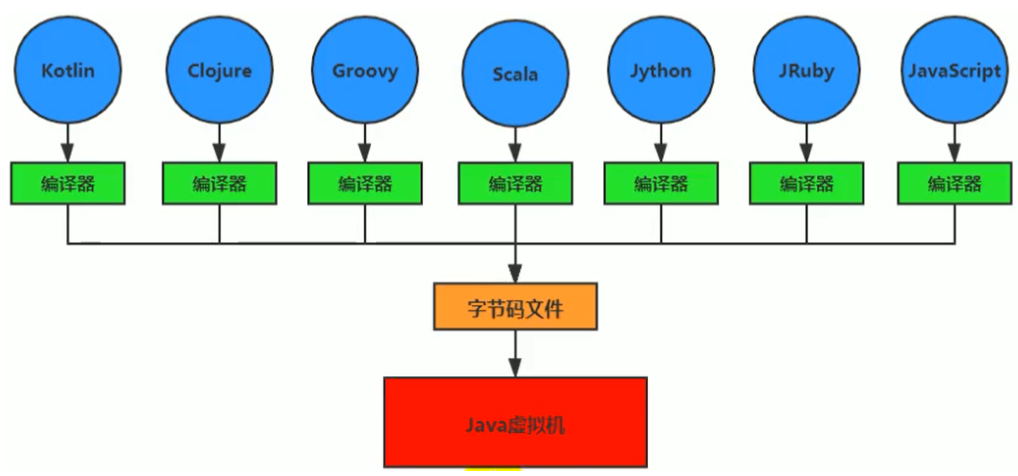 Kotlin
Clojure
Groovy
Scala
Jython
JRuby
JavaScript
编译器
编译器
编译器
编译器
编译器
编译器
编译器
字节码文件
Java虚拟机